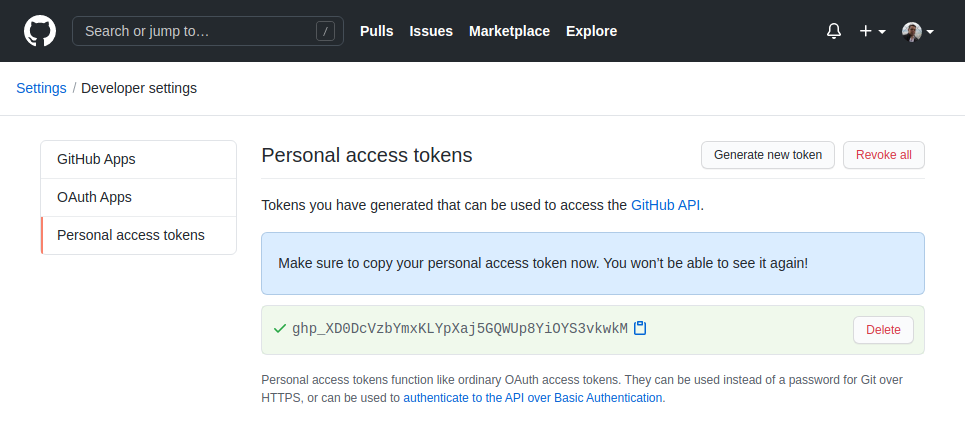 Search or jump to… /
Pulls
Issues
Marketplace
Explore
Settings / Developer settings
GitHub Apps
OAuth Apps
Personal access tokens
Personal access tokens
Generate new token
Revoke all
Tokens you have generated that can be used to access the GitHub API.
Make sure to copy your personal access token now. You won't be able to see it again!
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
Delete
Personal access tokens function like ordinary OAuth access tokens. They can be used instead of a password for Git over
HTTPS, or can be used to authenticate to the API over Basic Authentication.